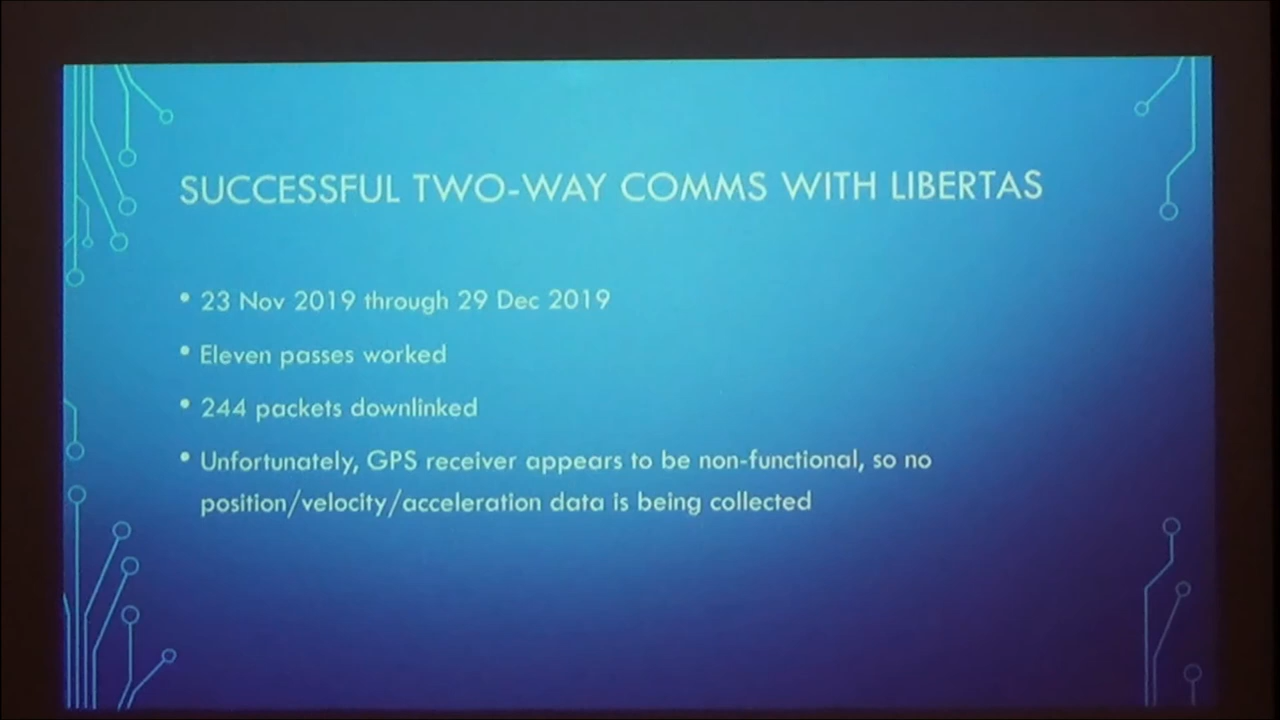 SUCCESSFUL TWO-WAY COMMS WITH LIBERTAS
• 23 Nov 2019 through 29 Dec 2019
• Eleven passes worked
• 244 packets downlinked
• Unfortunately, GPS receiver appears to be non-functional, so no
position/velocity/acceleration data is being collected